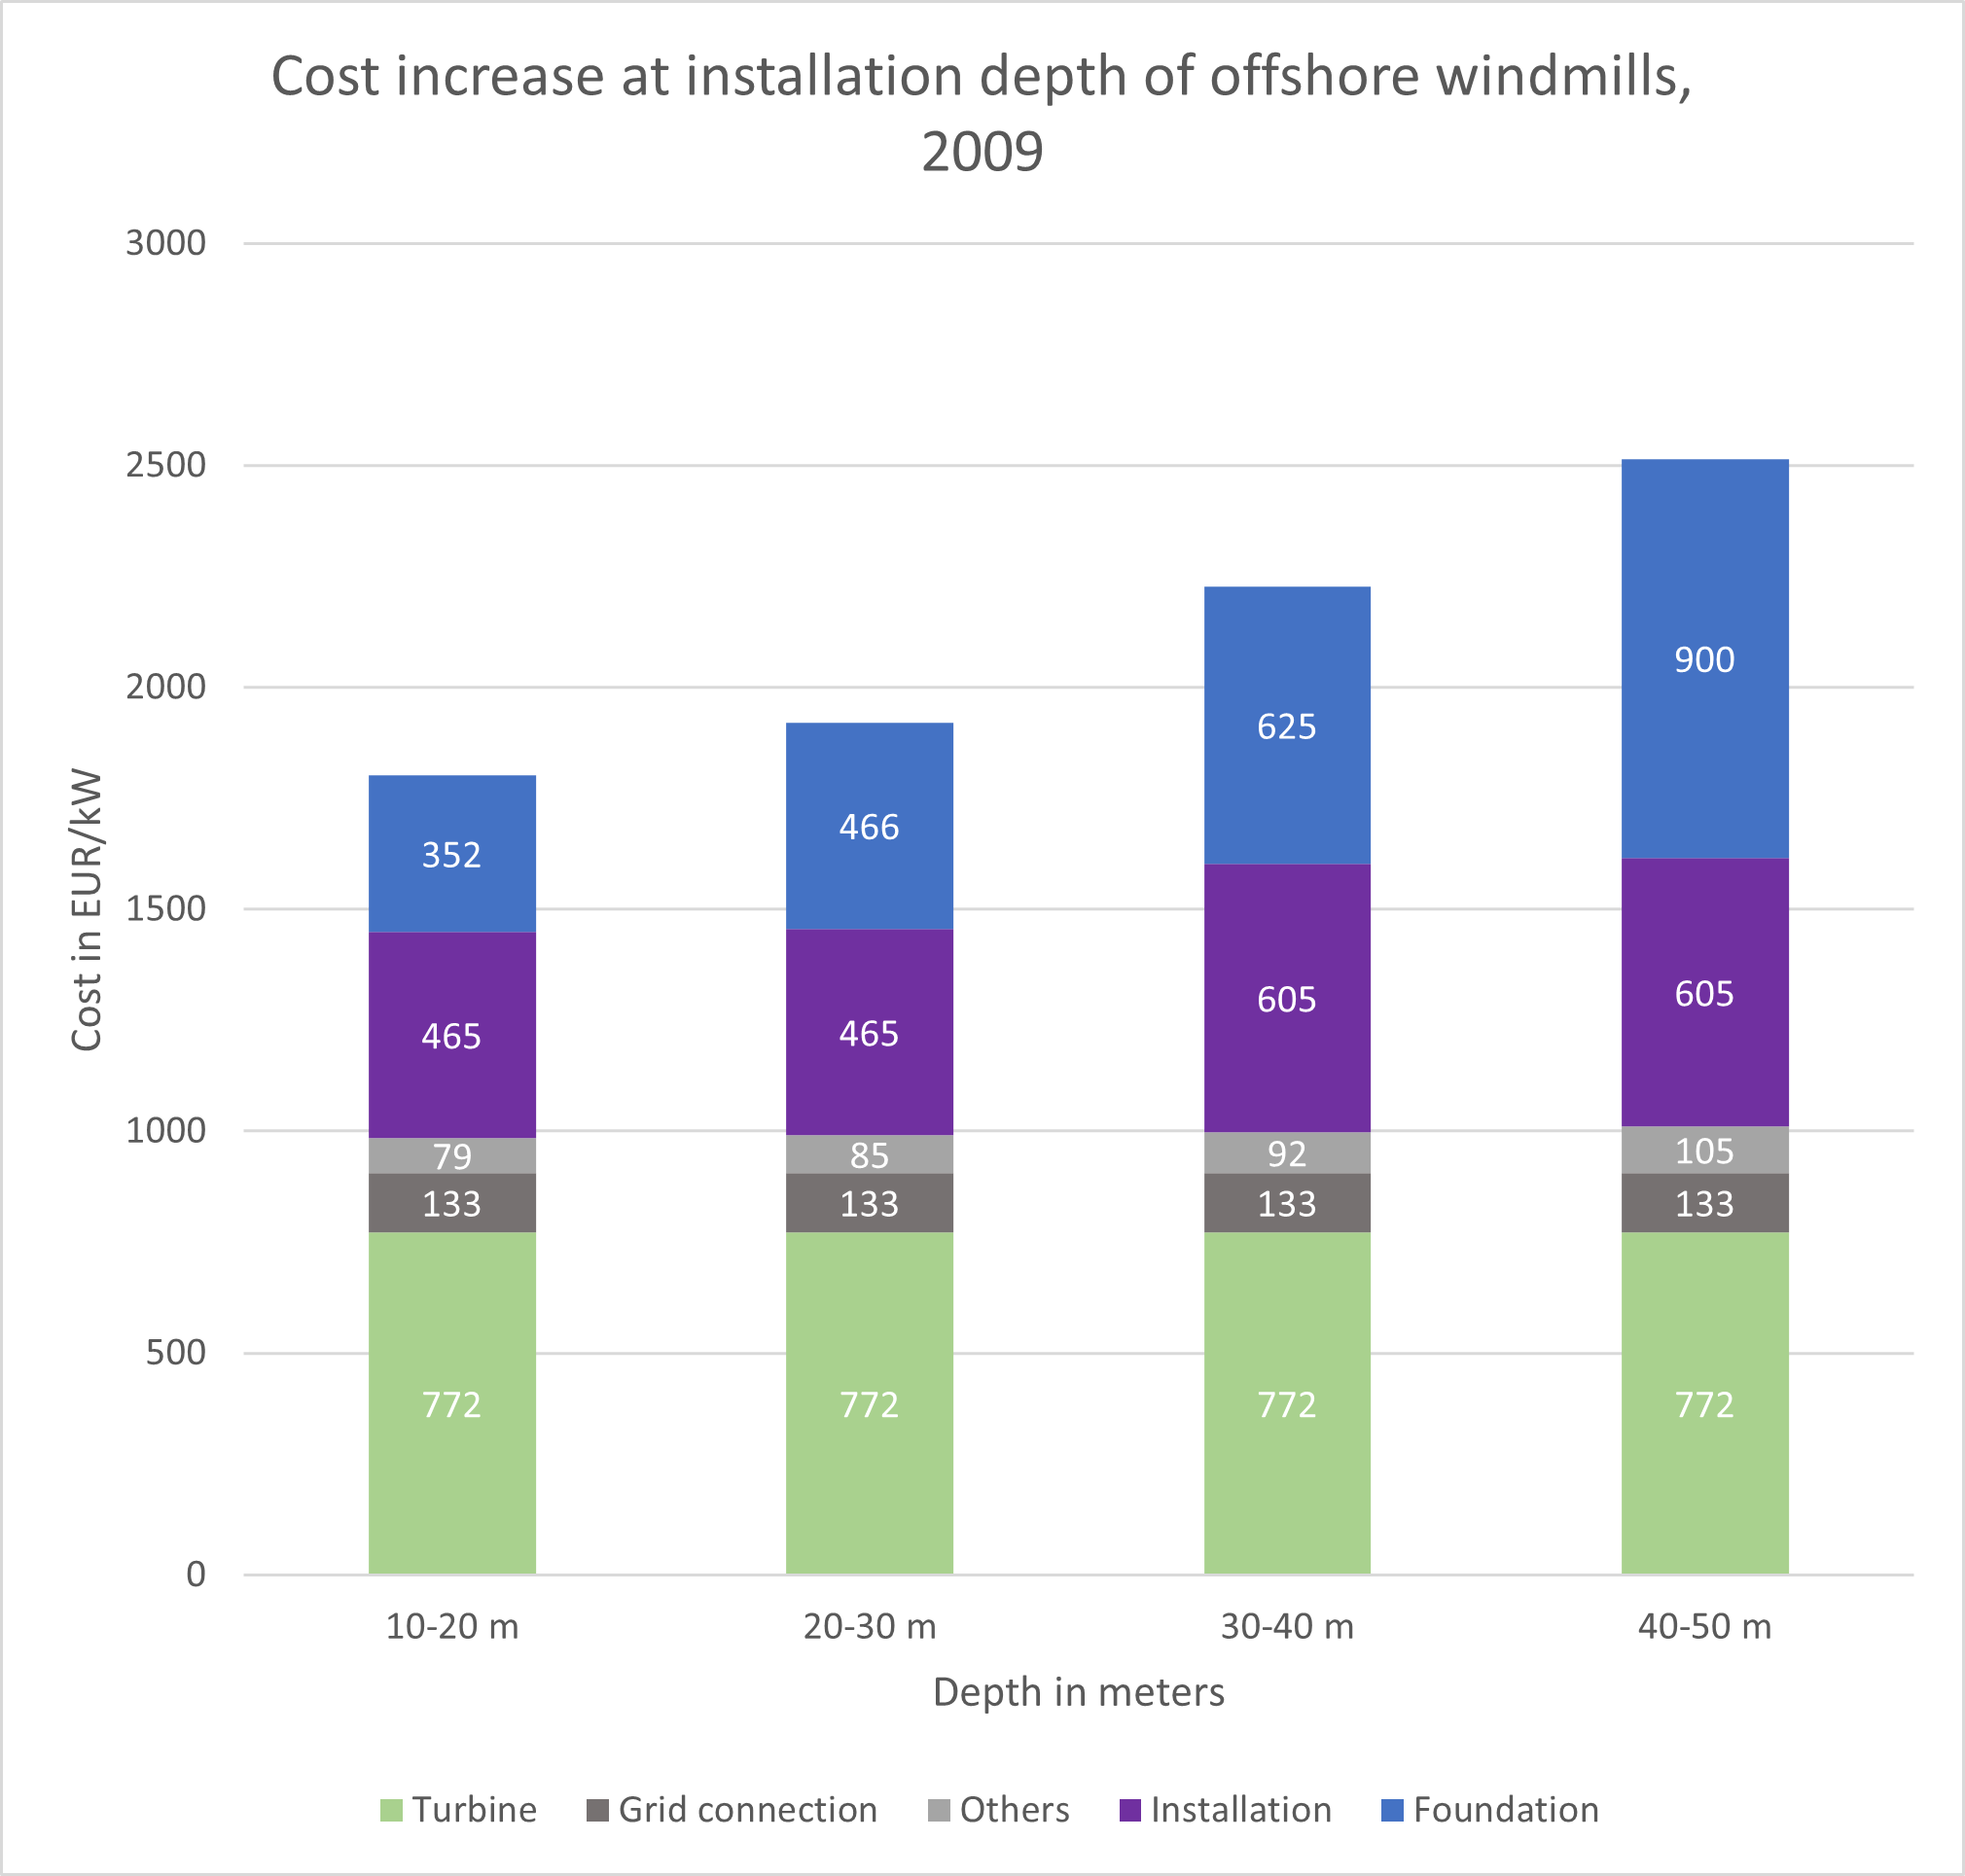 Cost increase at installation depth of offshore windmills,
2009
3000
2500
2000
1500
1000
500
0
Cost in EUR/kW
352
465
79
133
772
466
465
85
133
772
625
605
92
133
772
900
605
105
133
772
10-20 m
20-30 m
30-40 m
40-50 m
Depth in meters
Turbine
Grid connection
Others
Installation
Foundation